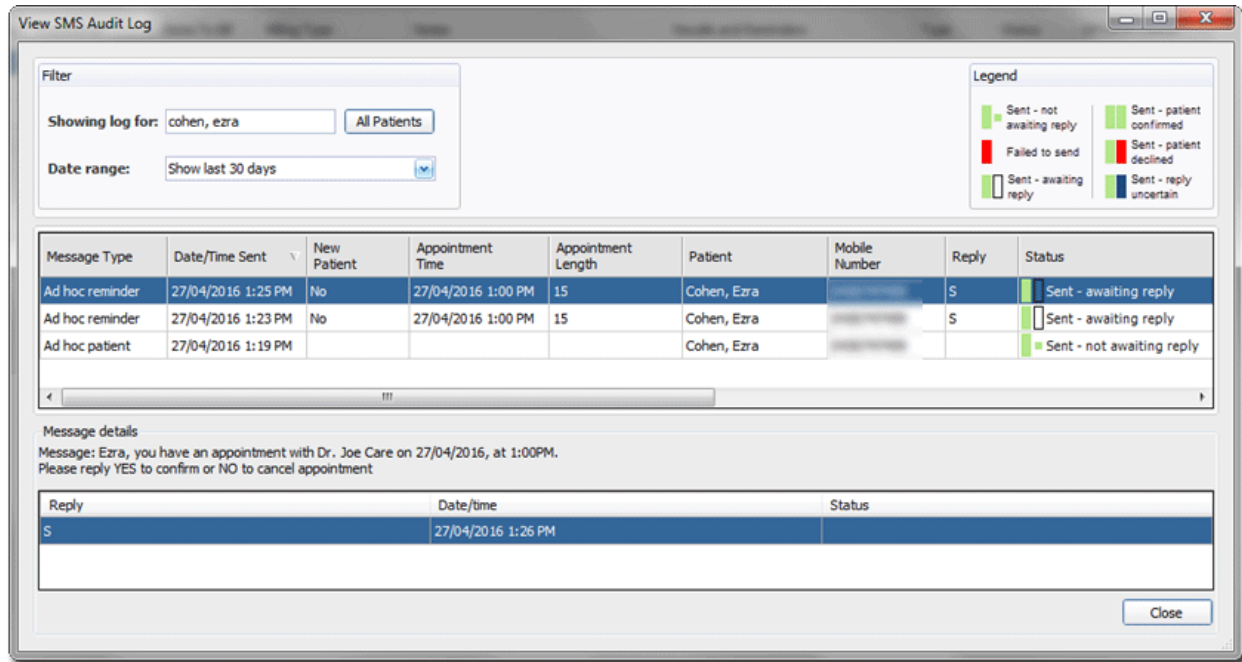 View SMS Audit Log
Filter
Showing log for: cohen, ezra All Patients
Date range: Show last 30 days
Legend
Sent - not awaiting reply
Sent - patient confirmed
Failed to send
Sent - patient declined
Sent - awaiting reply
Sent - reply uncertain
Message Type Date/Time Sent New Patient Appointment Time Appointment Length Patient Mobile Number Reply Status
Ad hoc reminder 27/04/2016 1:25 PM No 27/04/2016 1:00 PM 15 Cohen, Ezra S Sent - awaiting reply
Ad hoc reminder 27/04/2016 1:23 PM No 27/04/2016 1:00 PM 15 Cohen, Ezra S Sent - awaiting reply
Ad hoc patient 27/04/2016 1:19 PM Cohen, Ezra Sent - not awaiting reply
Message details
Message: Ezra, you have an appointment with Dr. Joe Care on 27/04/2016, at 1:00PM.
Please reply YES to confirm or NO to cancel appointment
Reply Date/time Status
S 27/04/2016 1:26 PM
Close